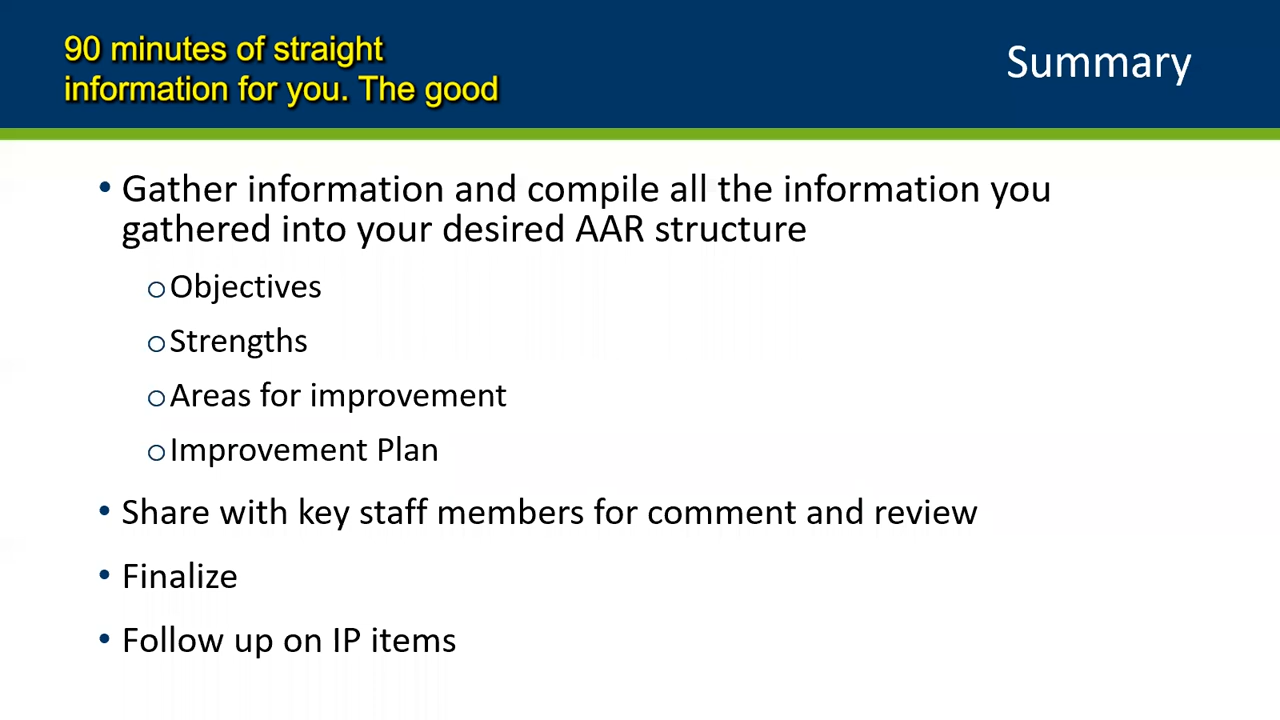 90 minutes of straight
information for you. The good
Summary
• Gather information and compile all the information you
gathered into your desired AAR structure
o Objectives
o Strengths
o Areas for improvement
o Improvement Plan
• Share with key staff members for comment and review
• Finalize
• Follow up on IP items